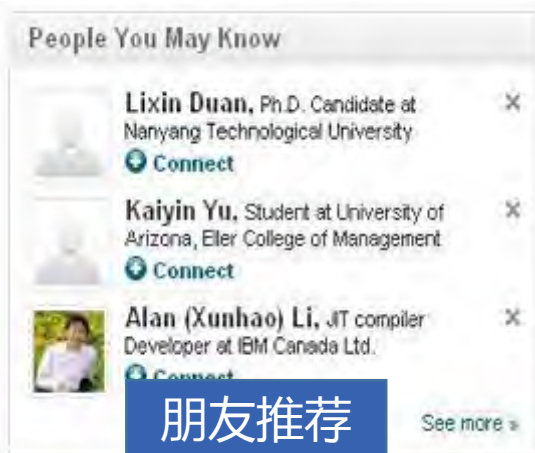 People You May Know
Lixin Duan, Ph.D. Candidate at
Nanyang Technological University
Connect
Kaiyin Yu, Student at University of
Arizona, Eller College of Management
Connect
Alan (Xunhao) Li, JIT compiler
Developer at IBM Canada Ltd.
Connect
朋友推荐
See more »